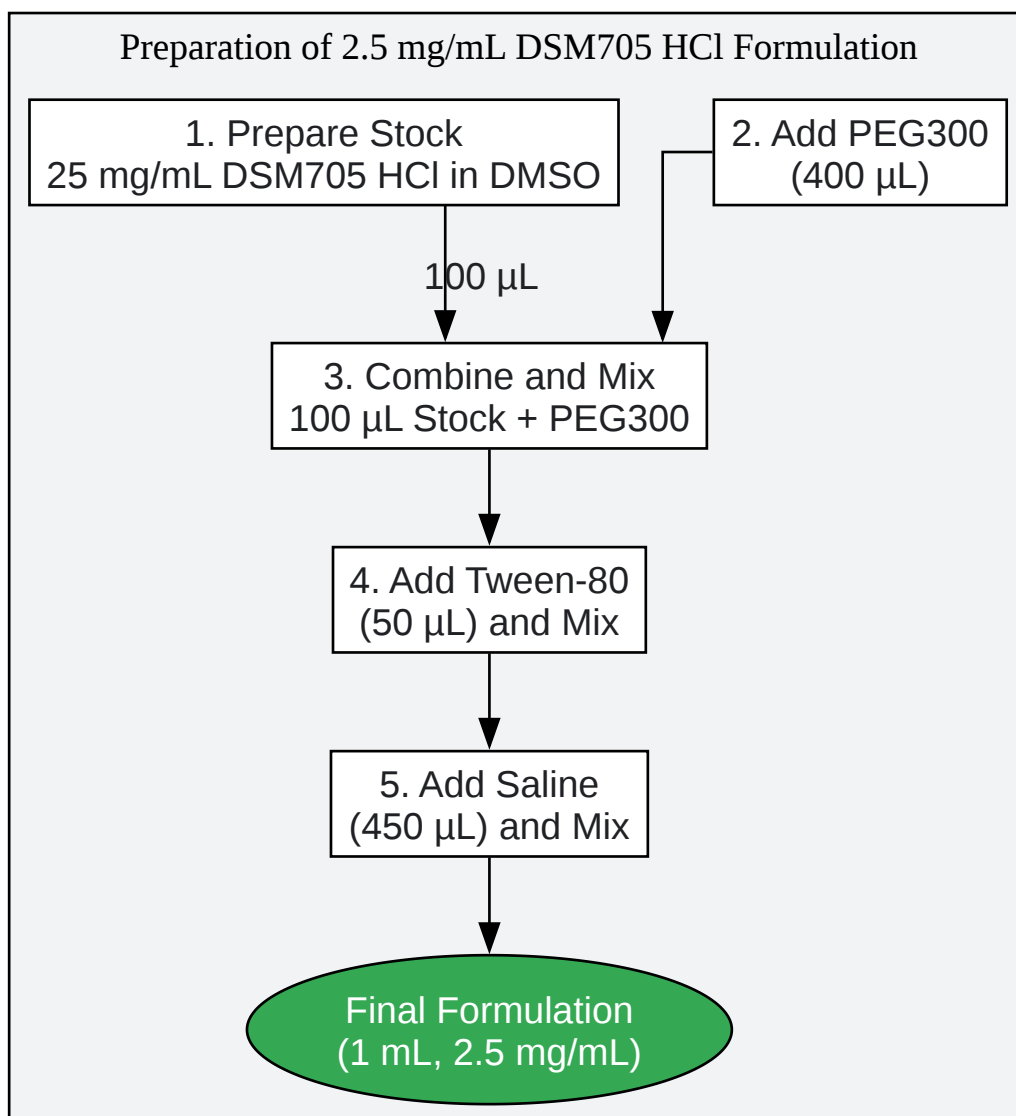 Preparation of 2.5 mg/mL DSM705 HCl Formulation
1. Prepare Stock
25 mg/mL DSM705 HCl in DMSO
2. Add PEG300
(400 µL)
100 µL
3. Combine and Mix
100 µL Stock + PEG300
4. Add Tween-80
(50 µL) and Mix
5. Add Saline
(450 µL) and Mix
Final Formulation
(1 mL, 2.5 mg/mL)